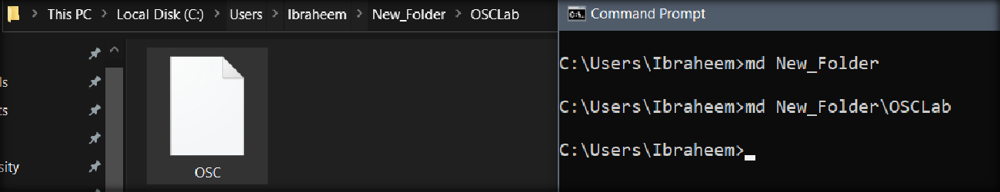 This PC > Local Disk (C:) > Users > Ibraheem > New_Folder > OSCLab
ls
ts
sity
OSC
Command Prompt
C:\Users\Ibraheem>md New_Folder
C:\Users\Ibraheem>md New_Folder\OSCLab
C:\Users\Ibraheem>